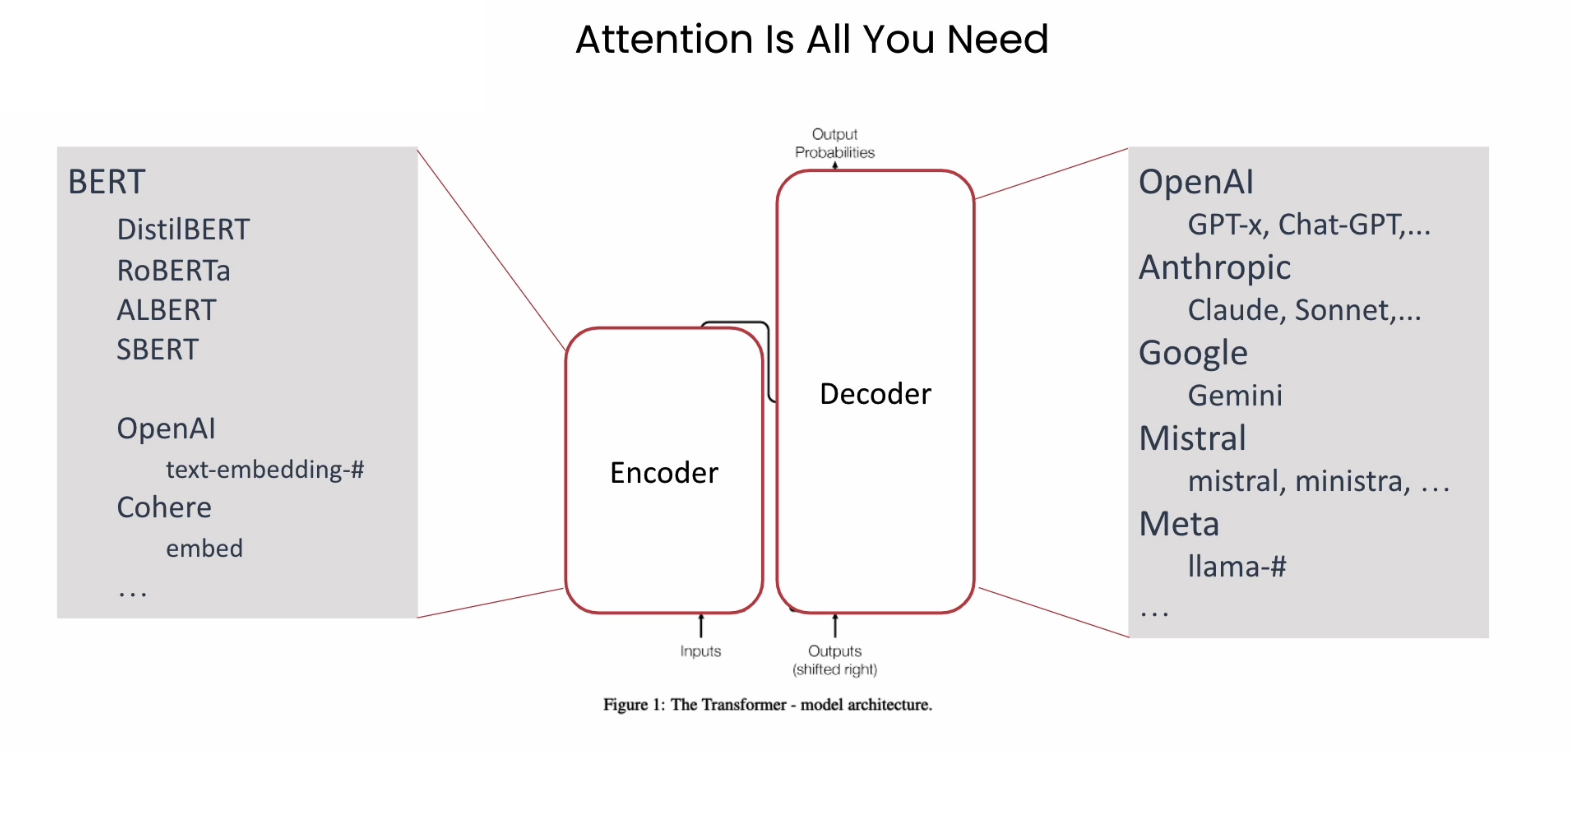 Attention Is All You Need
BERT
DistilBERT
RoBERTa
ALBERT
SBERT
OpenAI
text-embedding-#
Cohere
embed
...
Output
Probabilities
Encoder
Decoder
Inputs
Outputs
(shifted right)
Figure 1: The Transformer - model architecture.
OpenAI
GPT-x, Chat-GPT,...
Anthropic
Claude, Sonnet,...
Google
Gemini
Mistral
mistral, ministra, ...
Meta
llama-#
...